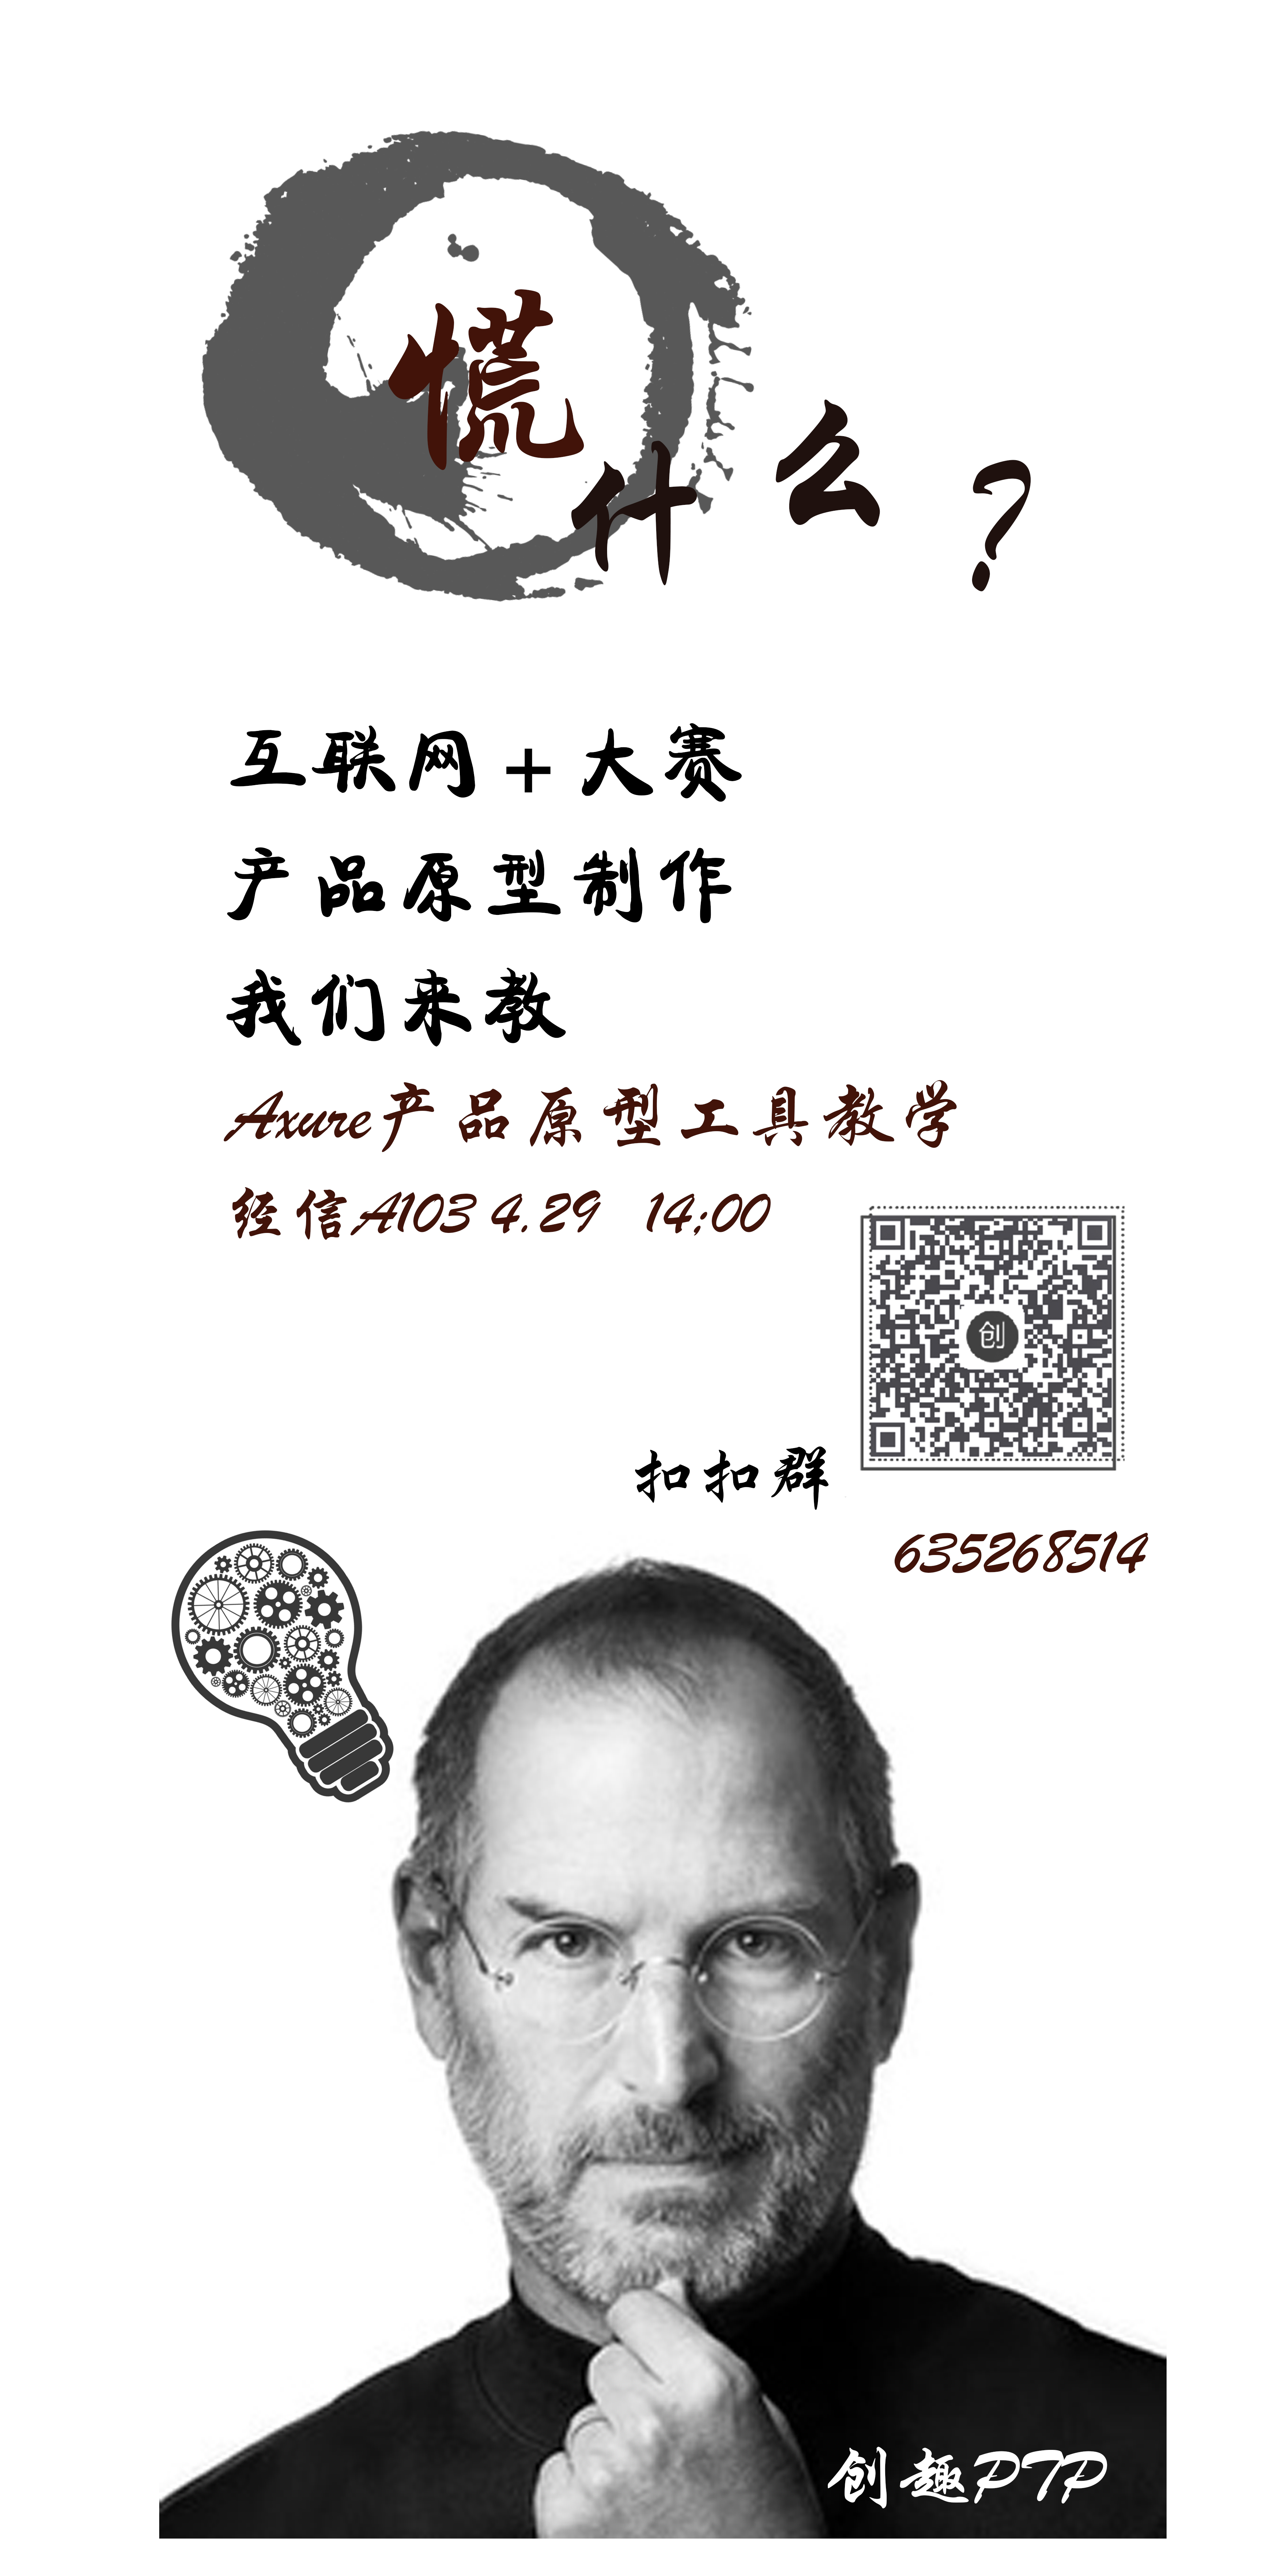 慌什么?
互联网+大赛
产品原型制作
我们来教
Axure产品原型工具教学
经信A103 4.29 14:00
创
扣扣群
635268514
创趣PTP